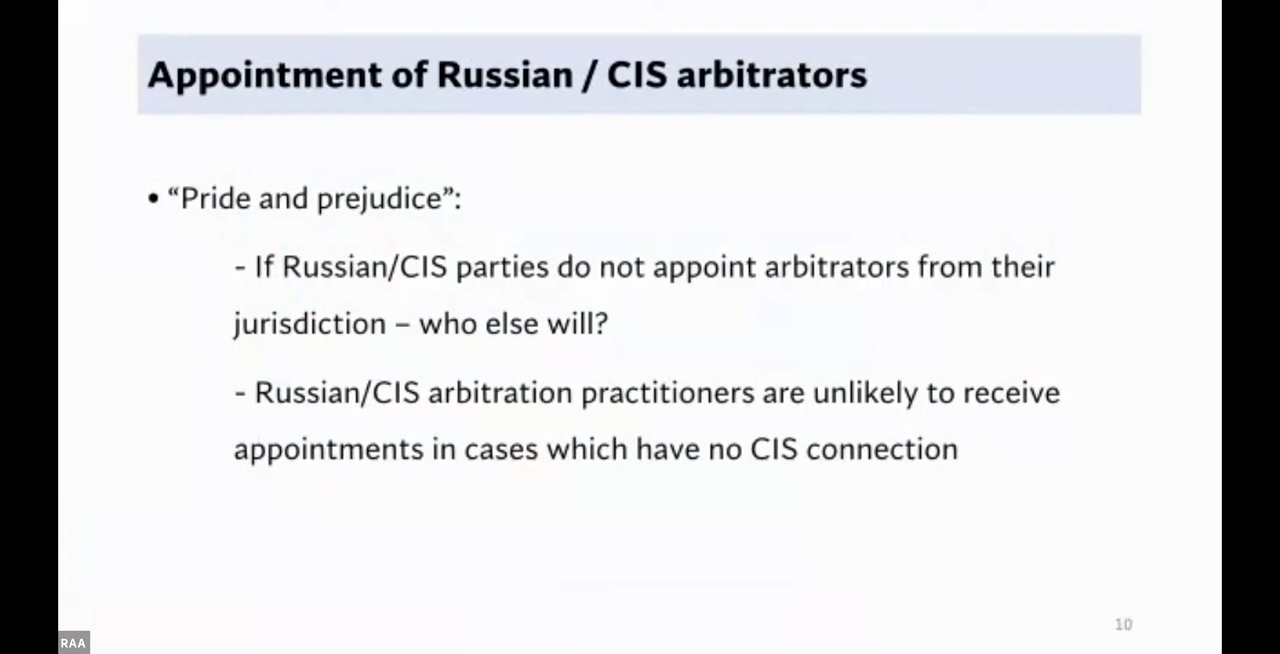 Appointment of Russian / CIS arbitrators
• “Pride and prejudice”:
- If Russian/CIS parties do not appoint arbitrators from their
jurisdiction – who else will?
- Russian/CIS arbitration practitioners are unlikely to receive
appointments in cases which have no CIS connection
10
RAA